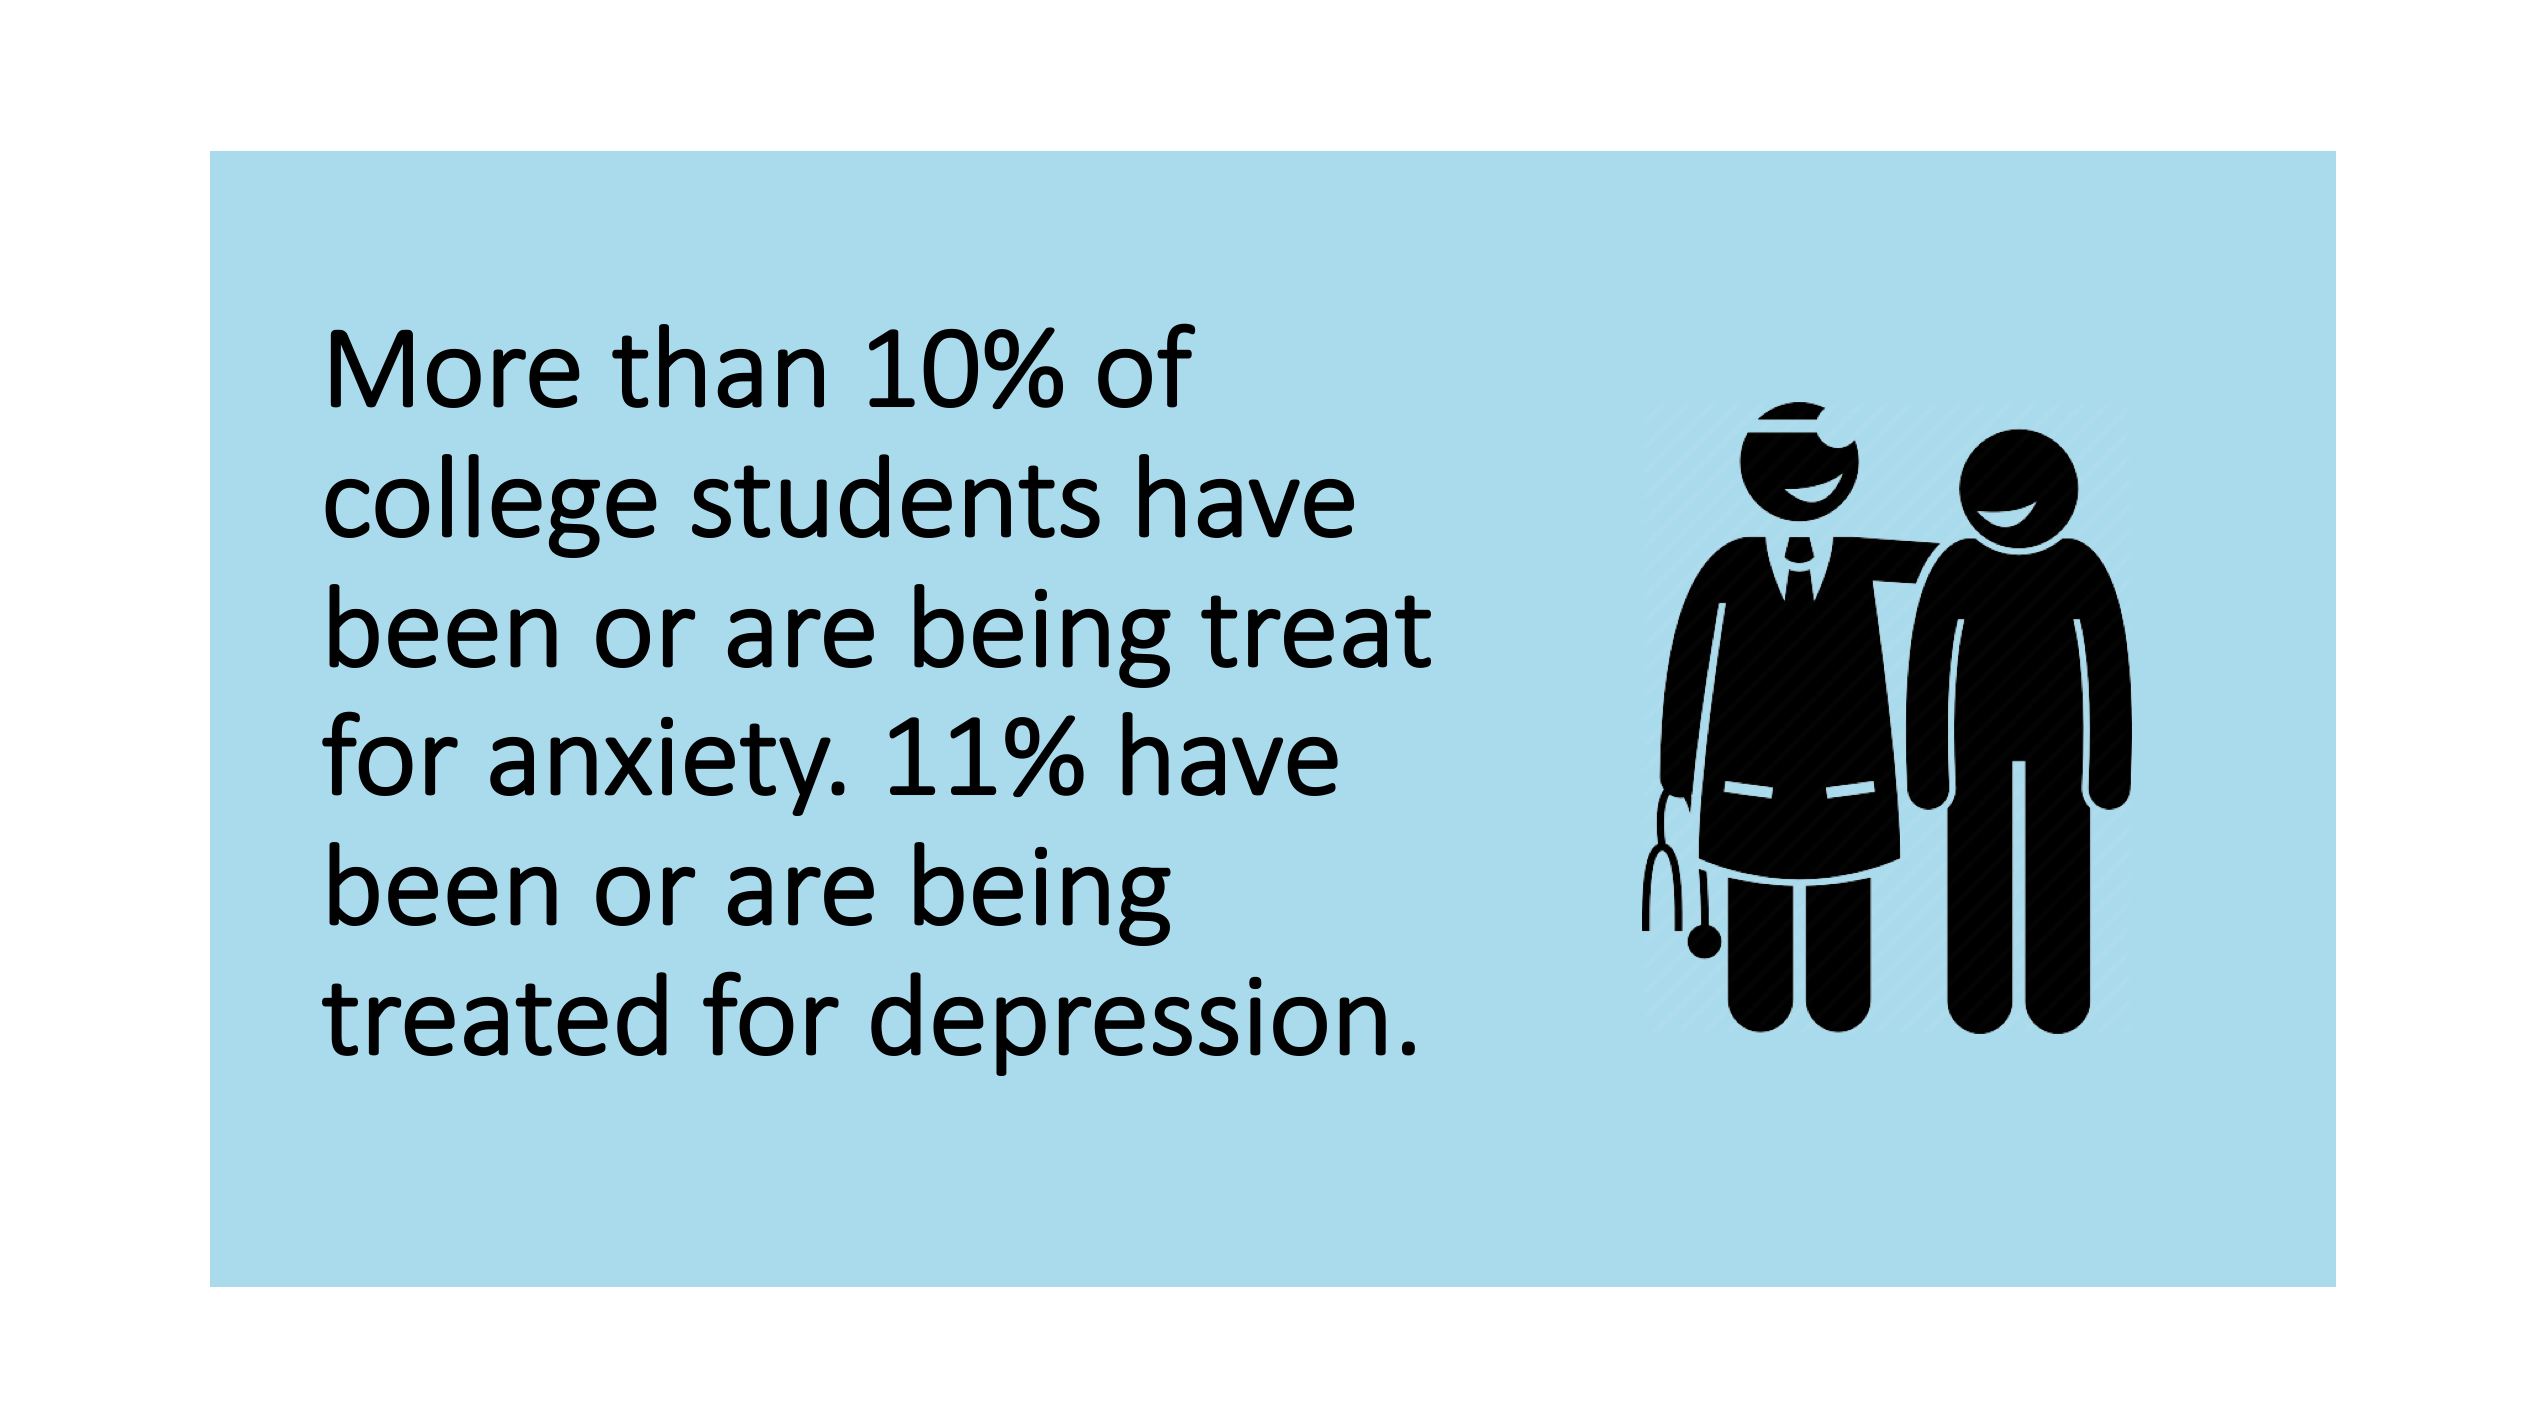 More than 10% of
college students have
been or are being treat
for anxiety. 11% have
been or are being
treated for depression.